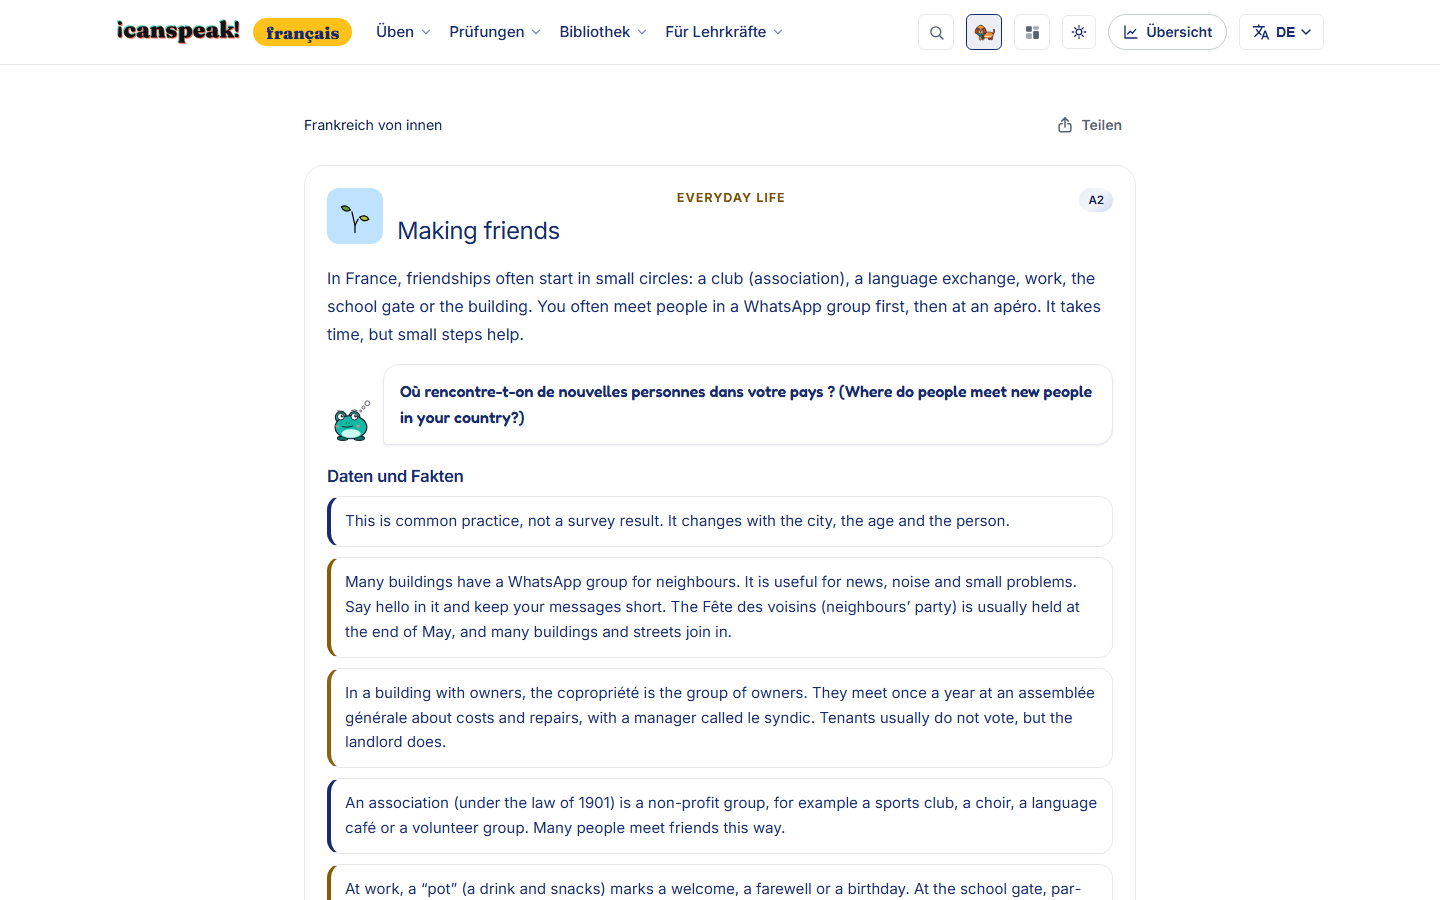 icanspeak!
français
Üben
Prüfungen
Bibliothek
Für Lehrkräfte
Übersicht
DE
Frankreich von innen
Teilen
EVERYDAY LIFE
A2
Making friends
In France, friendships often start in small circles: a club (association), a language exchange, work, the
school gate or the building. You often meet people in a WhatsApp group first, then at an apéro. It takes
time, but small steps help.
Où rencontre-t-on de nouvelles personnes dans votre pays ? (Where do people meet new people
in your country?)
Daten und Fakten
This is common practice, not a survey result. It changes with the city, the age and the person.
Many buildings have a WhatsApp group for neighbours. It is useful for news, noise and small problems.
Say hello in it and keep your messages short. The Fête des voisins (neighbours’ party) is usually held at
the end of May, and many buildings and streets join in.
In a building with owners, the copropriété is the group of owners. They meet once a year at an assemblée
générale about costs and repairs, with a manager called le syndic. Tenants usually do not vote, but the
landlord does.
An association (under the law of 1901) is a non-profit group, for example a sports club, a choir, a language
café or a volunteer group. Many people meet friends this way.
At work, a “pot” (a drink and snacks) marks a welcome, a farewell or a birthday. At the school gate, par-